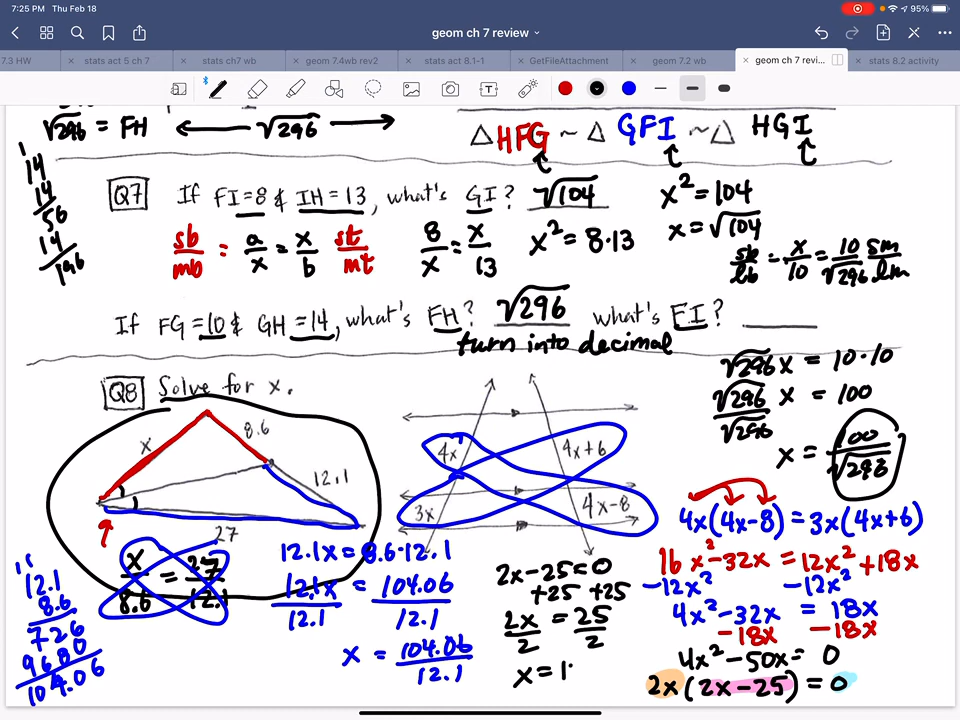 7:25 PM Thu Feb 18
95%
geom ch 7 review
7.3 HW
stats act 5 ch 7
stats ch7 wb
geom 7.4wb rev2
stats act 8.1-1
GetFileAttachment
geom 7.2 wb
geom ch 7 revi...
stats 8.2 activity
√296 = FH
√296
△HFG ~ △ GFI ~ △ HGI
14
14
56
14
196
Q7 If FI=8 & IH=13, what's GI? √104
x² = 104
x = √104
sb/mb = a/x = x/b st/mt
8/x = x/13
x² = 8·13
x/10 = 10/√296 sm/lm
If FG=10 & GH=14, what's FH? √296 what's FI?
turn into decimal
√296 x = 10·10
√296/√296 x = 100
x = 100/√296
Q8 Solve for x.
x
8.6
12.1
27
4x
4x+6
3x
4x-8
x/8.6 = 27/12.1
12.1x = 8.6·12.1
12.1x/12.1 = 104.06/12.1
x = 104.06/12.1
12.1
8.6
726
9680
104.06
2x-25=0
+25 +25
2x/2 = 25/2
x = 1
4x(4x-8) = 3x(4x+6)
16x²-32x = 12x²+18x
-12x² -12x²
4x²-32x = 18x
-18x -18x
4x²-50x = 0
2x(2x-25) = 0